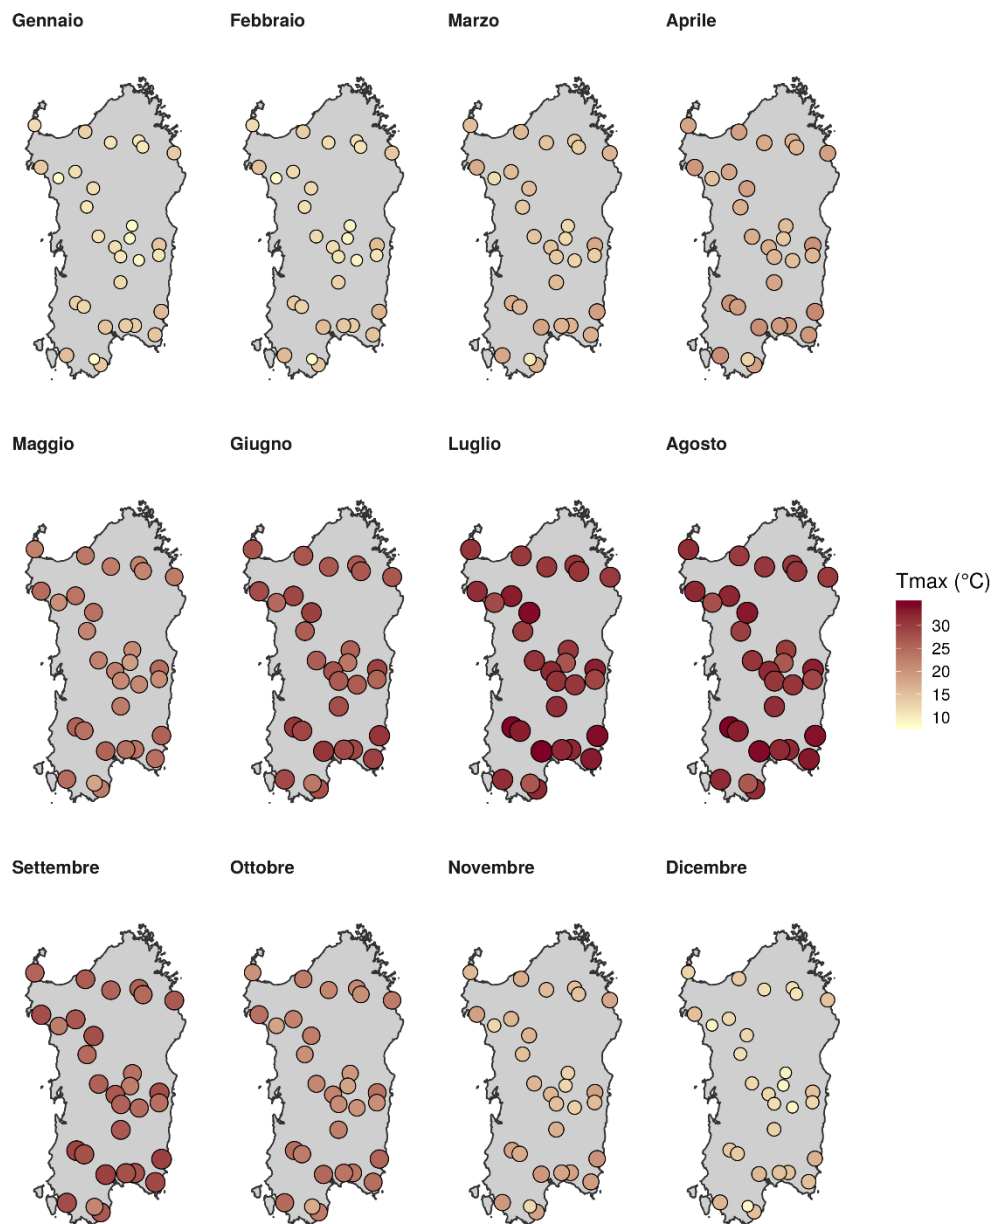 Gennaio
Febbraio
Marzo
Aprile
Maggio
Giugno
Luglio
Agosto
Tmax (°C)
30
25
20
15
10
Settembre
Ottobre
Novembre
Dicembre